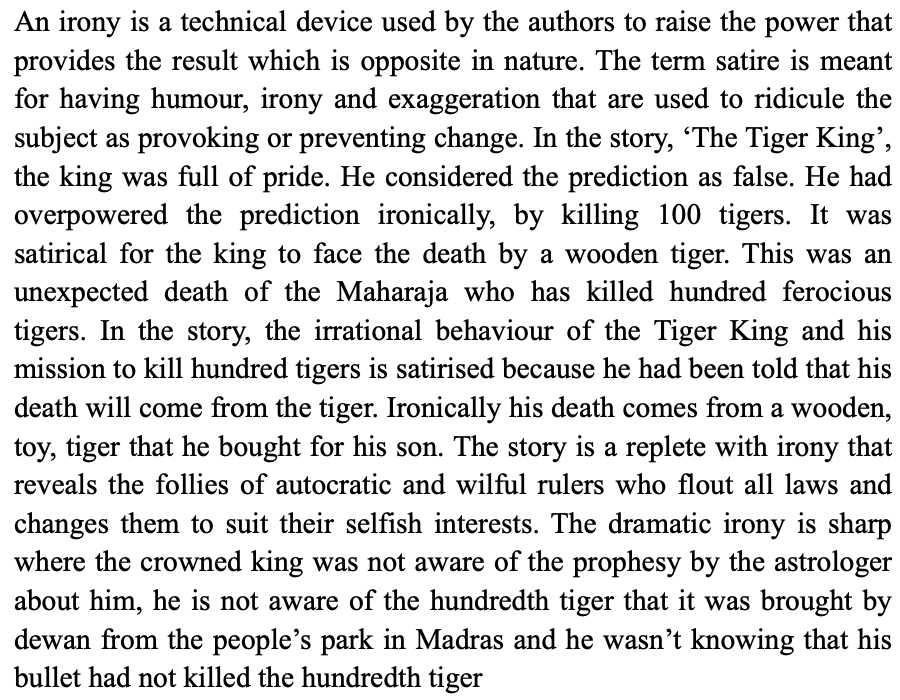 An irony is a technical device used by the authors to raise the power that
provides the result which is opposite in nature. The term satire is meant
for having humour, irony and exaggeration that are used to ridicule the
subject as provoking or preventing change. In the story, ‘The Tiger King’,
the king was full of pride. He considered the prediction as false. He had
overpowered the prediction ironically, by killing 100 tigers. It was
satirical for the king to face the death by a wooden tiger. This was an
unexpected death of the Maharaja who has killed hundred ferocious
tigers. In the story, the irrational behaviour of the Tiger King and his
mission to kill hundred tigers is satirised because he had been told that his
death will come from the tiger. Ironically his death comes from a wooden,
toy, tiger that he bought for his son. The story is a replete with irony that
reveals the follies of autocratic and wilful rulers who flout all laws and
changes them to suit their selfish interests. The dramatic irony is sharp
where the crowned king was not aware of the prophesy by the astrologer
about him, he is not aware of the hundredth tiger that it was brought by
dewan from the people’s park in Madras and he wasn’t knowing that his
bullet had not killed the hundredth tiger